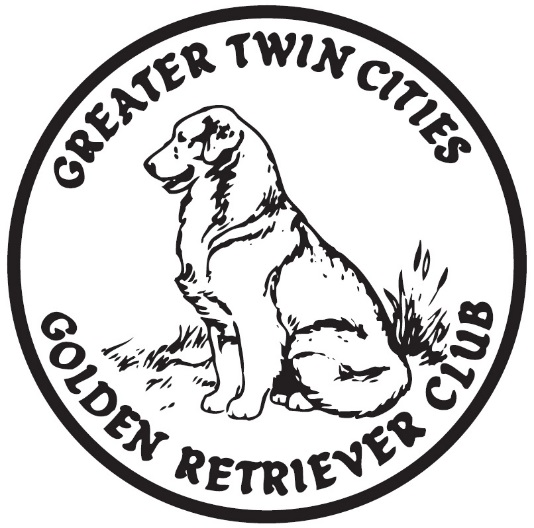 GREATER TWIN CITIES
GOLDEN RETRIEVER CLUB